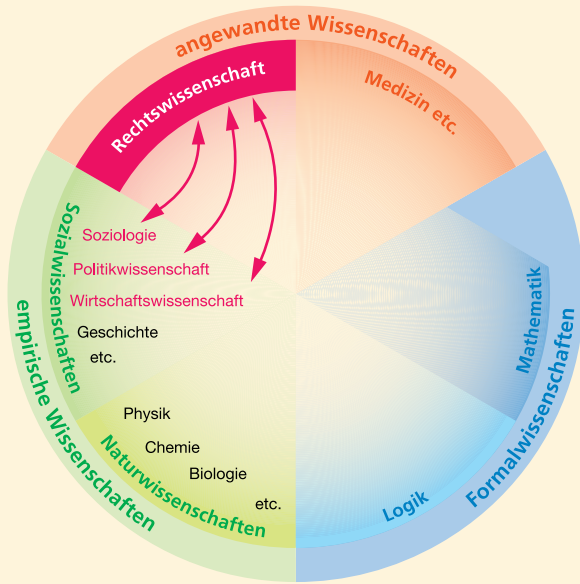 angewandte Wissenschaften
Rechtswissenschaft
Medizin etc.
Sozialwissenschaften
Soziologie
Politikwissenschaft
Wirtschaftswissenschaft
Geschichte
etc.
empirische Wissenschaften
Naturwissenschaften
Physik
Chemie
Biologie
etc.
Mathematik
Formalwissenschaften
Logik